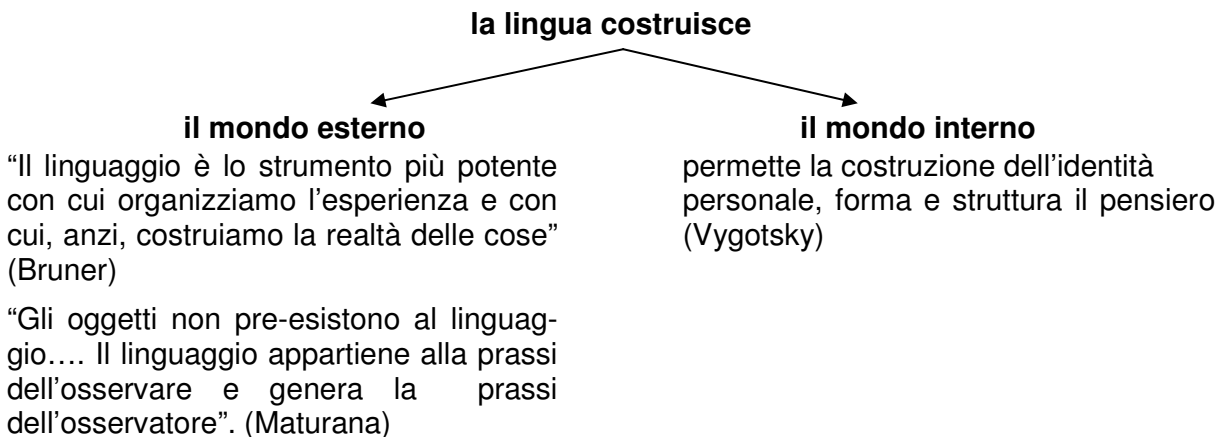 la lingua costruisce
il mondo esterno
“Il linguaggio è lo strumento più potente
con cui organizziamo l’esperienza e con
cui, anzi, costruiamo la realtà delle cose”
(Bruner)
“Gli oggetti non pre-esistono al linguag-
gio…. Il linguaggio appartiene alla prassi
dell’osservare e genera la prassi
dell’osservatore”. (Maturana)
il mondo interno
permette la costruzione dell’identità
personale, forma e struttura il pensiero
(Vygotsky)